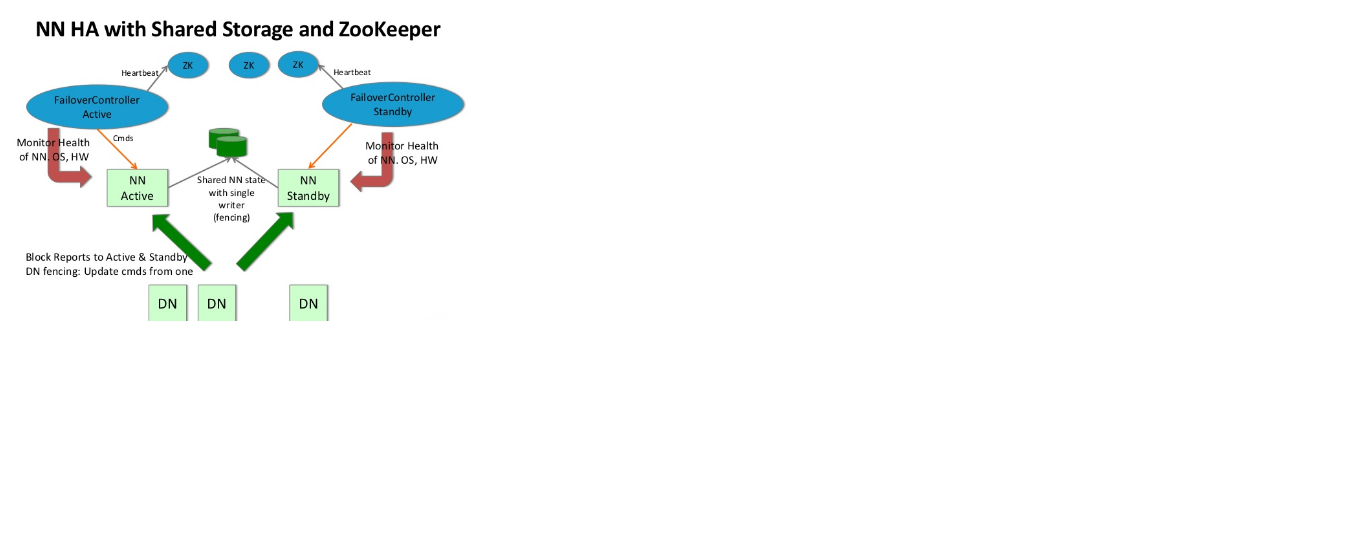 NN HA with Shared Storage and ZooKeeper
ZK
ZK
ZK
Heartbeat
Heartbeat
FailoverController
Active
FailoverController
Standby
Cmds
Monitor Health
of NN. OS, HW
Monitor Health
of NN. OS, HW
NN
Active
Shared NN state
with single
writer
(fencing)
NN
Standby
Block Reports to Active & Standby
DN fencing: Update cmds from one
DN
DN
DN